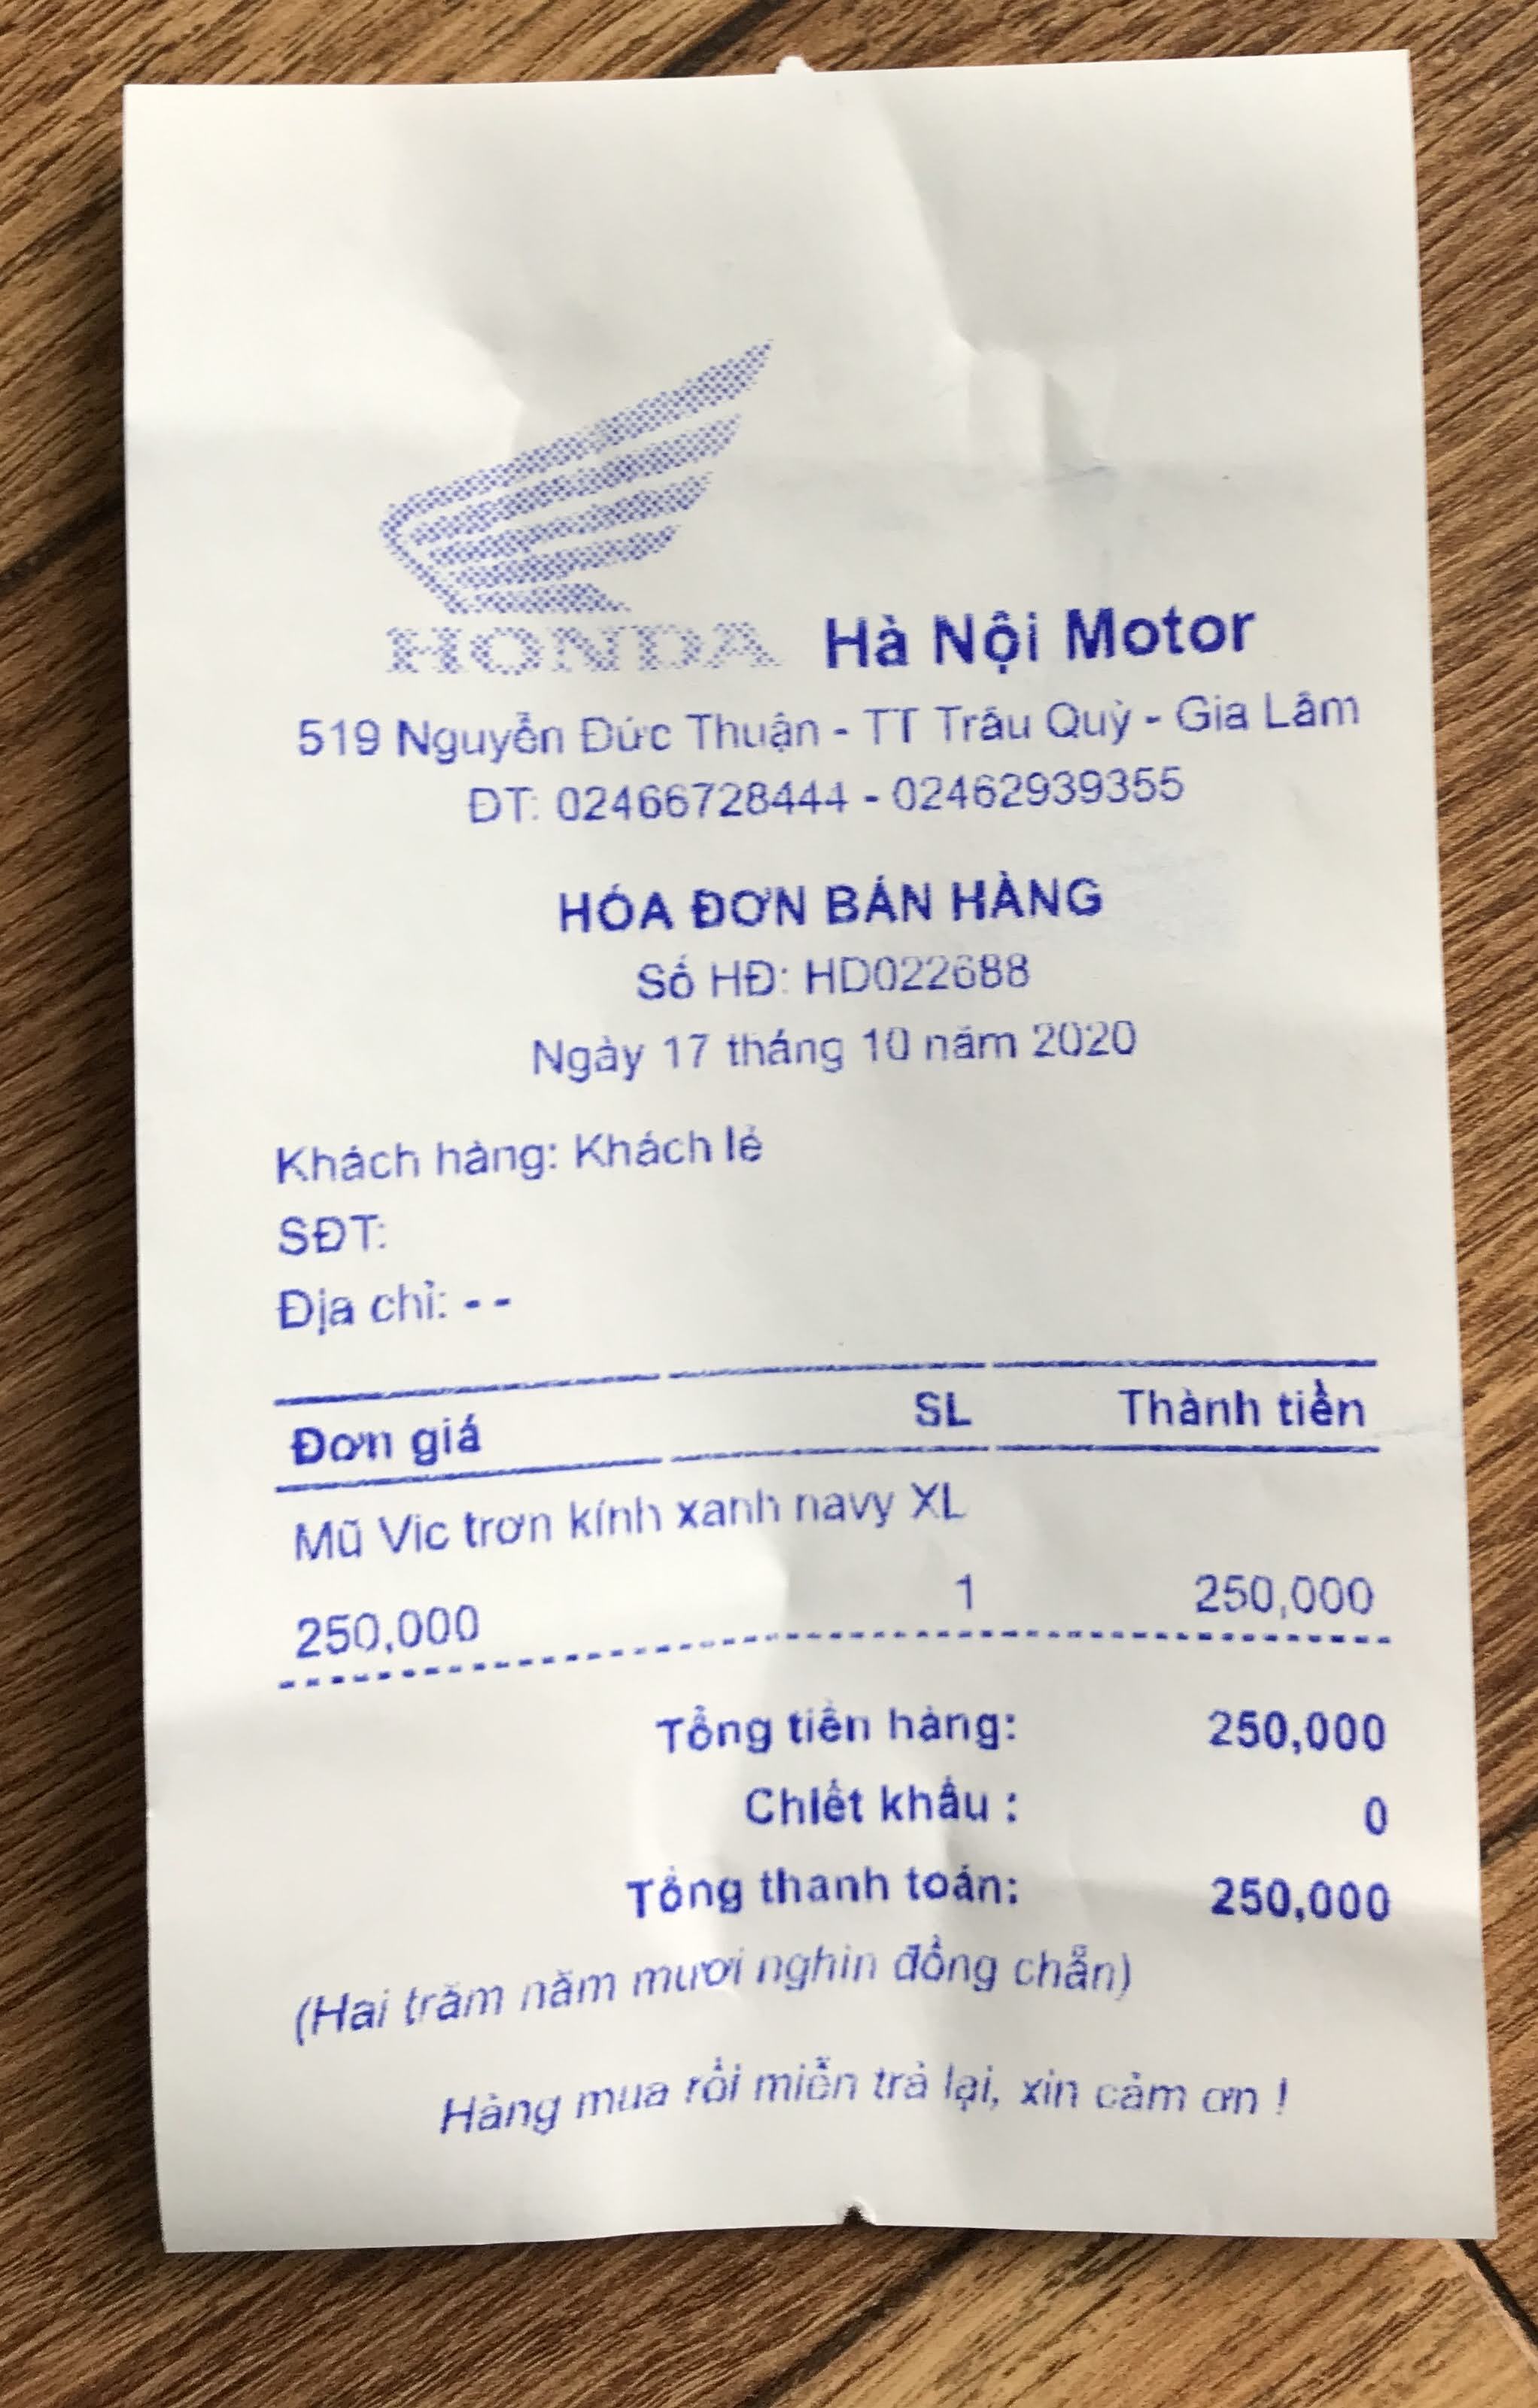 HONDA Hà Nội Motor
519 Nguyễn Đức Thuận - TT Trâu Quỳ - Gia Lâm
ĐT: 02466728444 - 02462939355
HÓA ĐƠN BÁN HÀNG
Số HĐ: HD022688
Ngày 17 tháng 10 năm 2020
Khách hàng: Khách lẻ
SĐT:
Địa chỉ: - -
Đơn giá SL Thành tiền
Mũ Vic trơn kính xanh navy XL
250,000 1 250,000
Tổng tiền hàng: 250,000
Chiết khấu : 0
Tổng thanh toán: 250,000
(Hai trăm năm mươi nghìn đồng chẵn)
Hàng mua rồi miễn trả lại, xin cảm ơn !